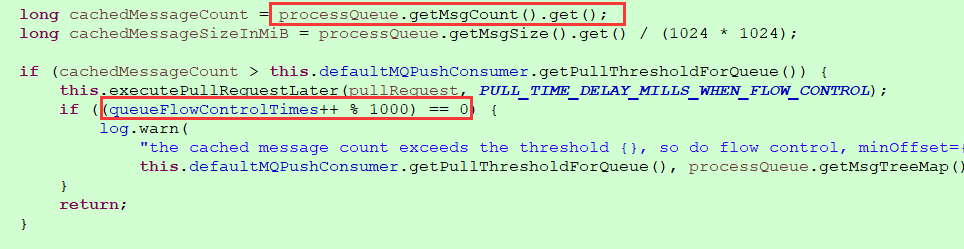 long cachedMessageCount = processQueue.getMsgCount().get();
long cachedMessageSizeInMiB = processQueue.getMsgSize().get() / (1024 * 1024);
if (cachedMessageCount > this.defaultMQPushConsumer.getPullThresholdForQueue()) {
this.executePullRequestLater(pullRequest, PULL_TIME_DELAY_MILLS_WHEN_FLOW_CONTROL);
if ((queueFlowControlTimes++ % 1000) == 0) {
log.warn(
"the cached message count exceeds the threshold {}, so do flow control, minOffset={
this.defaultMQPushConsumer.getPullThresholdForQueue(), processQueue.getMsgTreeMap()
}
return;
}